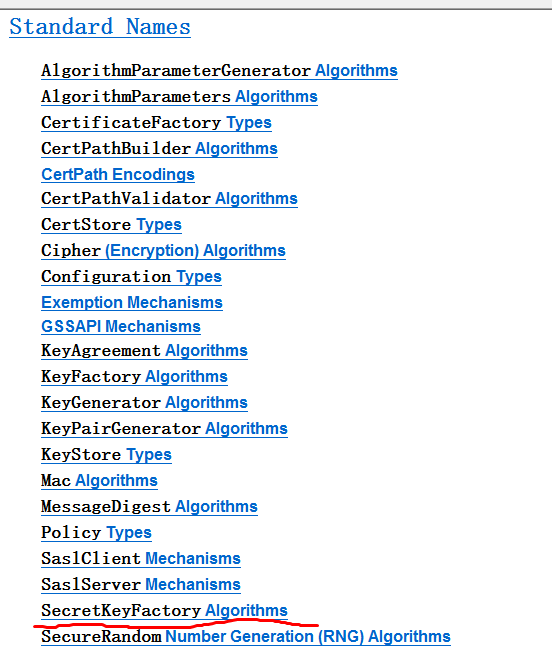 Standard Names
AlgorithmParameterGenerator Algorithms
AlgorithmParameters Algorithms
CertificateFactory Types
CertPathBuilder Algorithms
CertPath Encodings
CertPathValidator Algorithms
CertStore Types
Cipher (Encryption) Algorithms
Configuration Types
Exemption Mechanisms
GSSAPI Mechanisms
KeyAgreement Algorithms
KeyFactory Algorithms
KeyGenerator Algorithms
KeyPairGenerator Algorithms
KeyStore Types
Mac Algorithms
MessageDigest Algorithms
Policy Types
SaslClient Mechanisms
SaslServer Mechanisms
SecretKeyFactory Algorithms
SecureRandom Number Generation (RNG) Algorithms